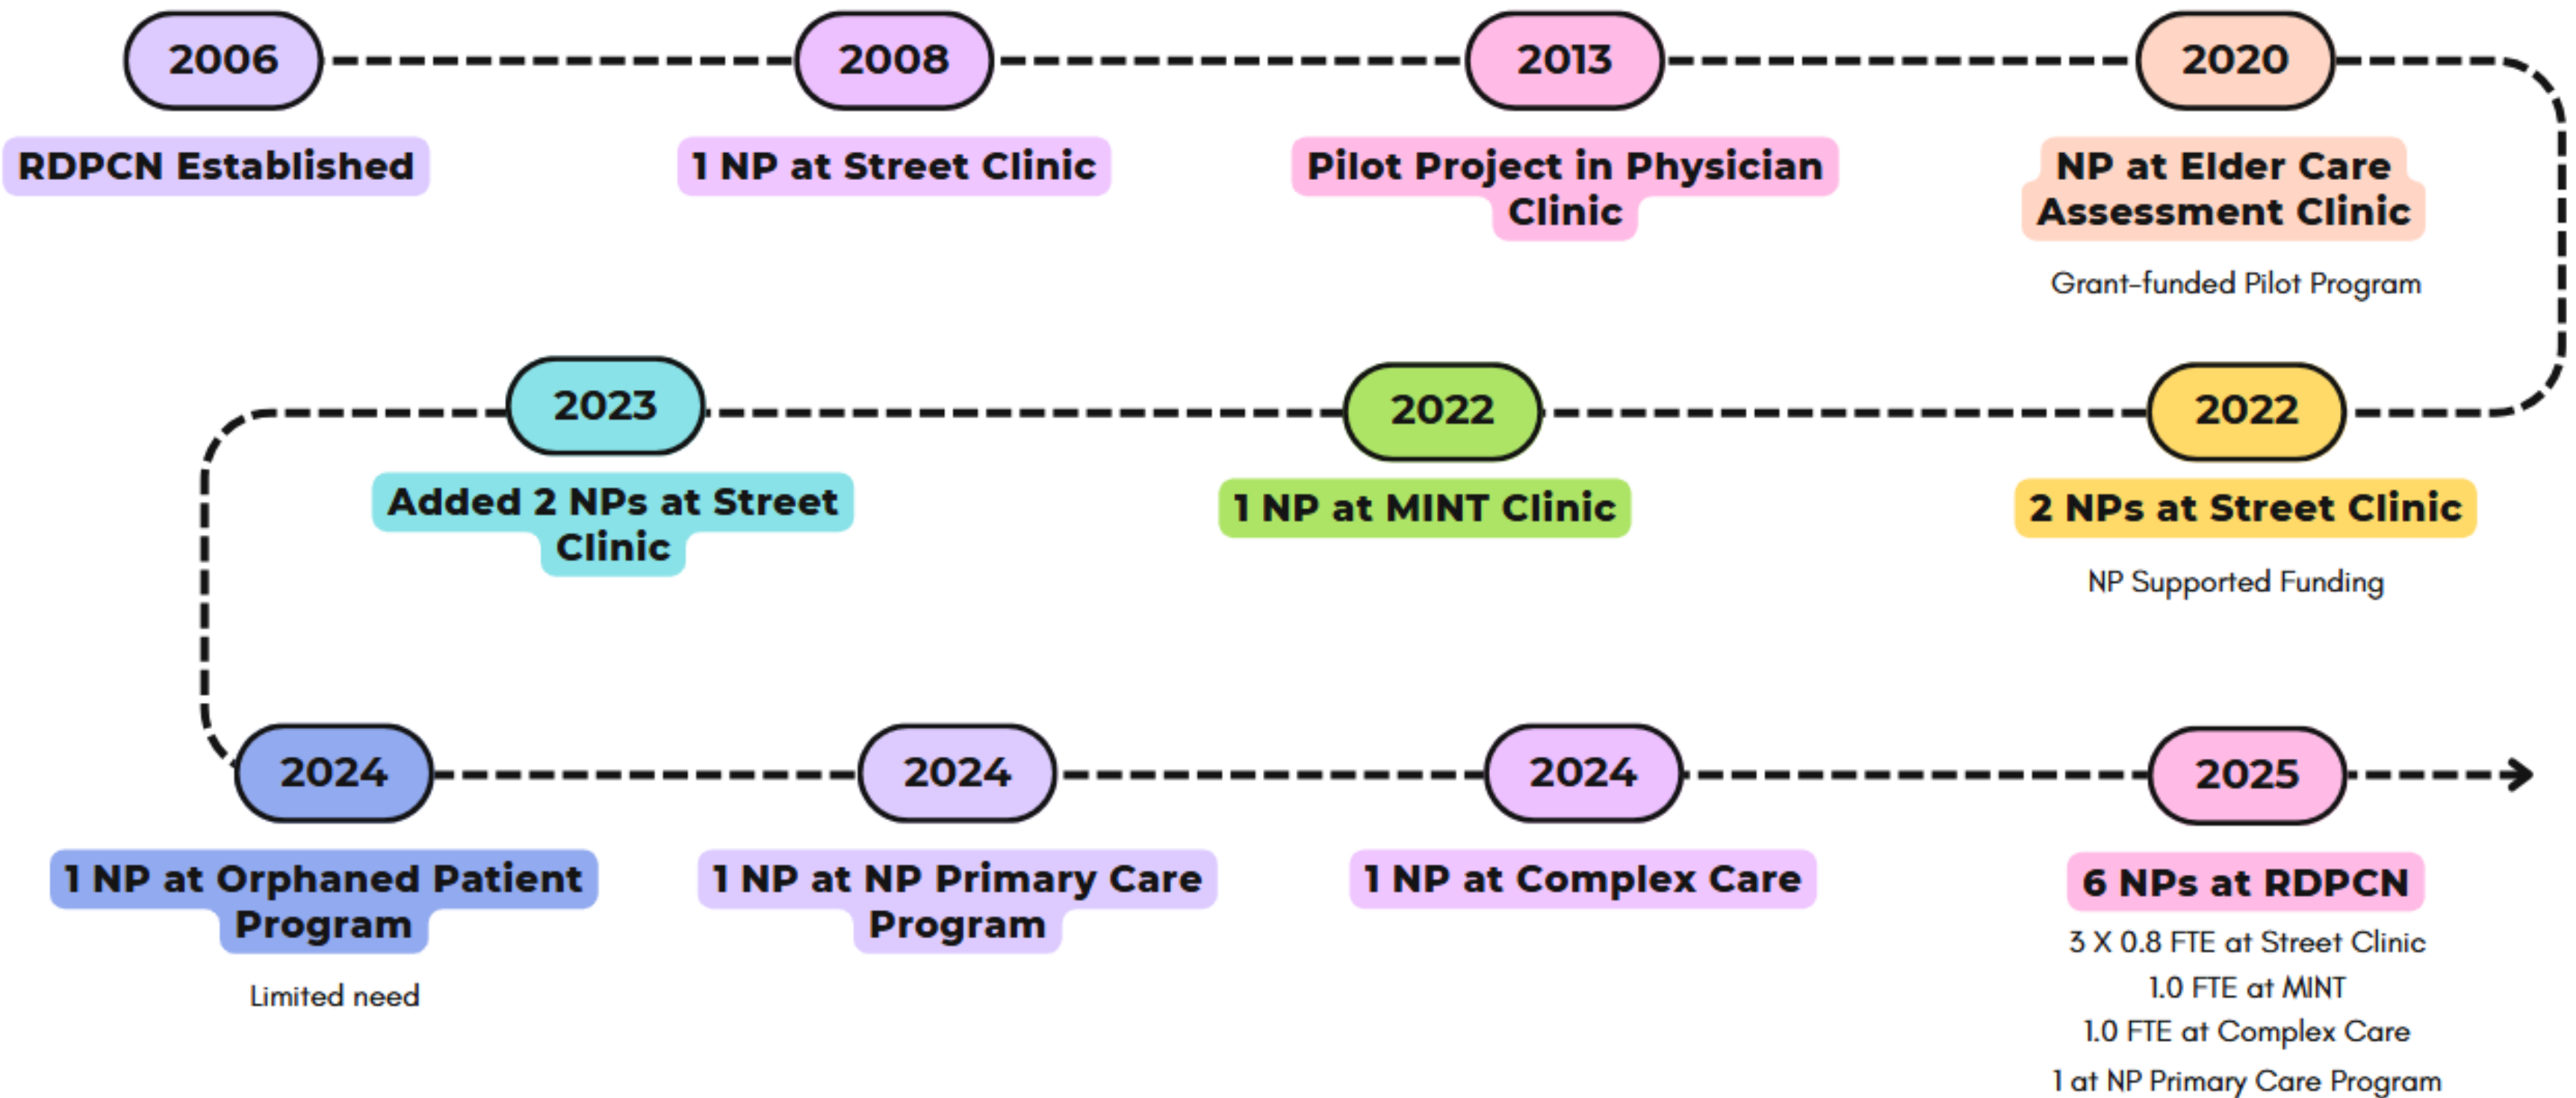 2006
RDPCN Established
2008
1 NP at Street Clinic
2013
Pilot Project in Physician
Clinic
2020
NP at Elder Care
Assessment Clinic
Grant-funded Pilot Program
2022
2 NPs at Street Clinic
NP Supported Funding
2022
1 NP at MINT Clinic
2023
Added 2 NPs at Street
Clinic
2024
1 NP at Orphaned Patient
Program
Limited need
2024
1 NP at NP Primary Care
Program
2024
1 NP at Complex Care
2025
6 NPs at RDPCN
3 X 0.8 FTE at Street Clinic
1.0 FTE at MINT
1.0 FTE at Complex Care
1 at NP Primary Care Program